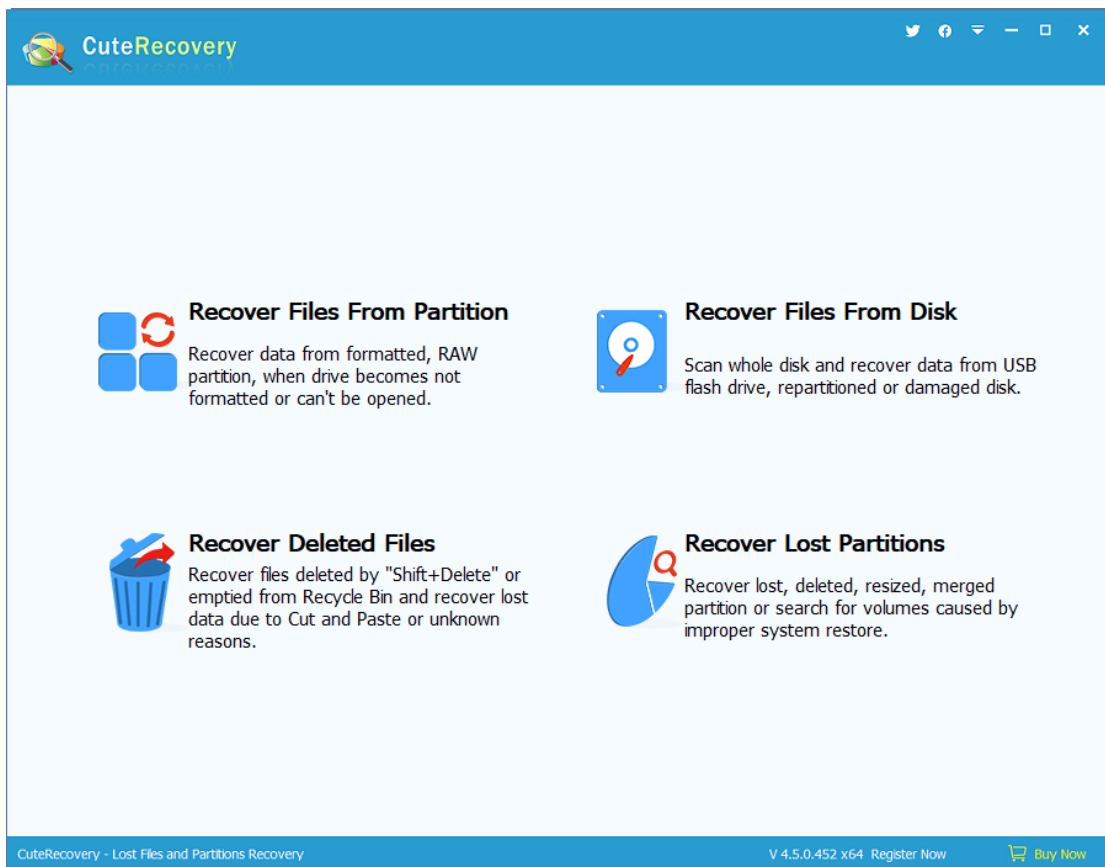 CuteRecovery
Recover Files From Partition
Recover data from formatted, RAW
partition, when drive becomes not
formatted or can't be opened.
Recover Files From Disk
Scan whole disk and recover data from USB
flash drive, repartitioned or damaged disk.
Recover Deleted Files
Recover files deleted by "Shift+Delete" or
emptied from Recycle Bin and recover lost
data due to Cut and Paste or unknown
reasons.
Recover Lost Partitions
Recover lost, deleted, resized, merged
partition or search for volumes caused by
improper system restore.
CuteRecovery - Lost Files and Partitions Recovery
V 4.5.0.452 x64 Register Now
Buy Now